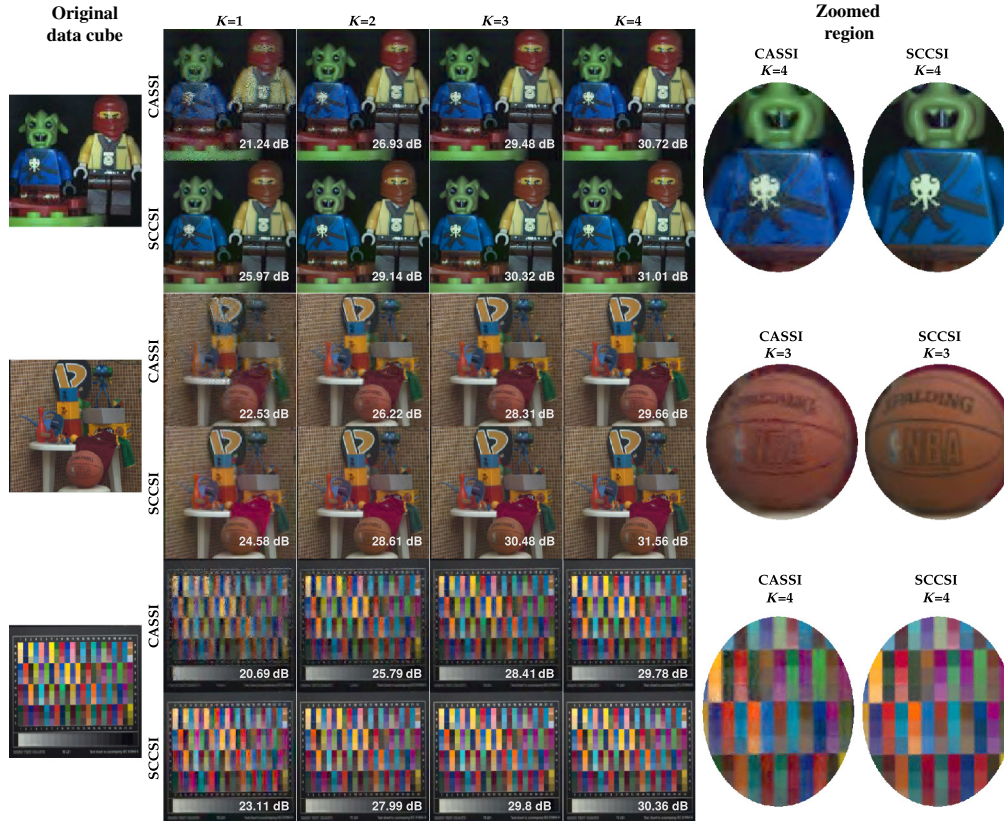 Original
data cube
K=1
K=2
K=3
K=4
Zoomed
region
CASSI
K=4
SCCSI
K=4
CASSI
21.24 dB
26.93 dB
29.48 dB
30.72 dB
SCCSI
25.97 dB
29.14 dB
30.32 dB
31.01 dB
CASSI
22.53 dB
26.22 dB
28.31 dB
29.66 dB
CASSI
K=3
SCCSI
K=3
SPALDING
NBA
SCCSI
24.58 dB
28.61 dB
30.48 dB
31.56 dB
CASSI
20.69 dB
25.79 dB
28.41 dB
29.78 dB
CASSI
K=4
SCCSI
K=4
SCCSI
23.11 dB
27.99 dB
29.8 dB
30.36 dB